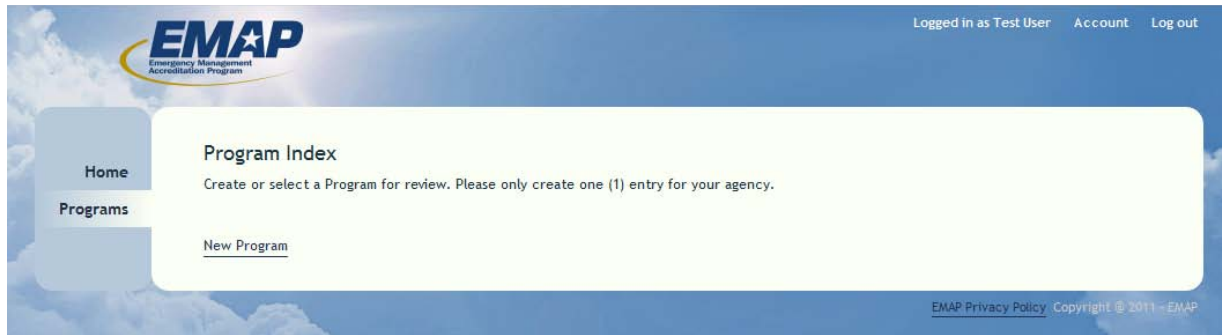 Logged in as Test User Account Log out
EMAP
Emergency Management
Accreditation Program
Home
Programs
Program Index
Create or select a Program for review. Please only create one (1) entry for your agency.
New Program
EMAP Privacy Policy Copyright @ 2011 - EMAP